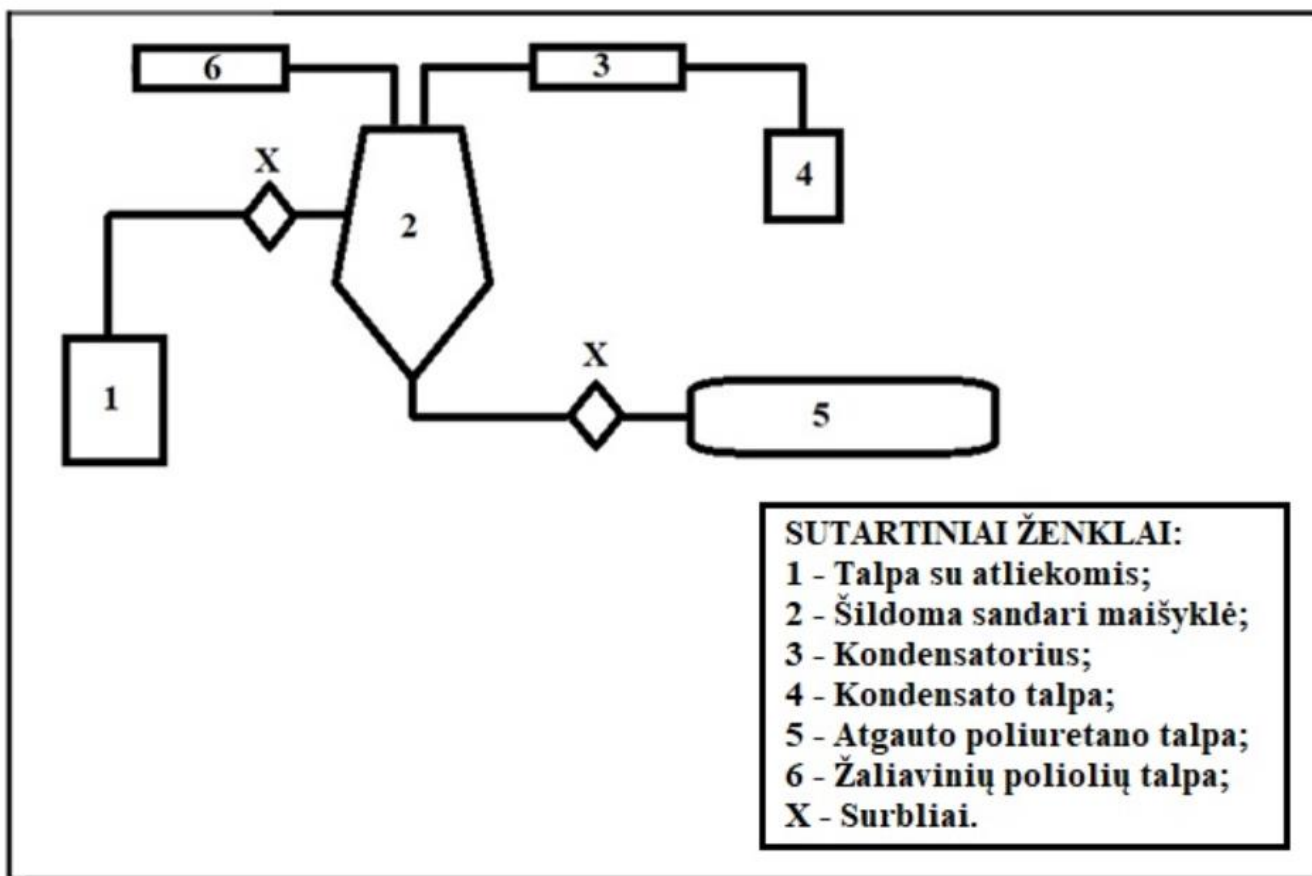 6
3
X
4
2
X
1
5
SUTARTINIAI ŽENKLAI:
1 - Talpa su atliekomis;
2 - Šildoma sandari maišyklė;
3 - Kondensatorius;
4 - Kondensato talpa;
5 - Atgauto poliuretano talpa;
6 - Žaliavinių poliolių talpa;
X - Surbliai.